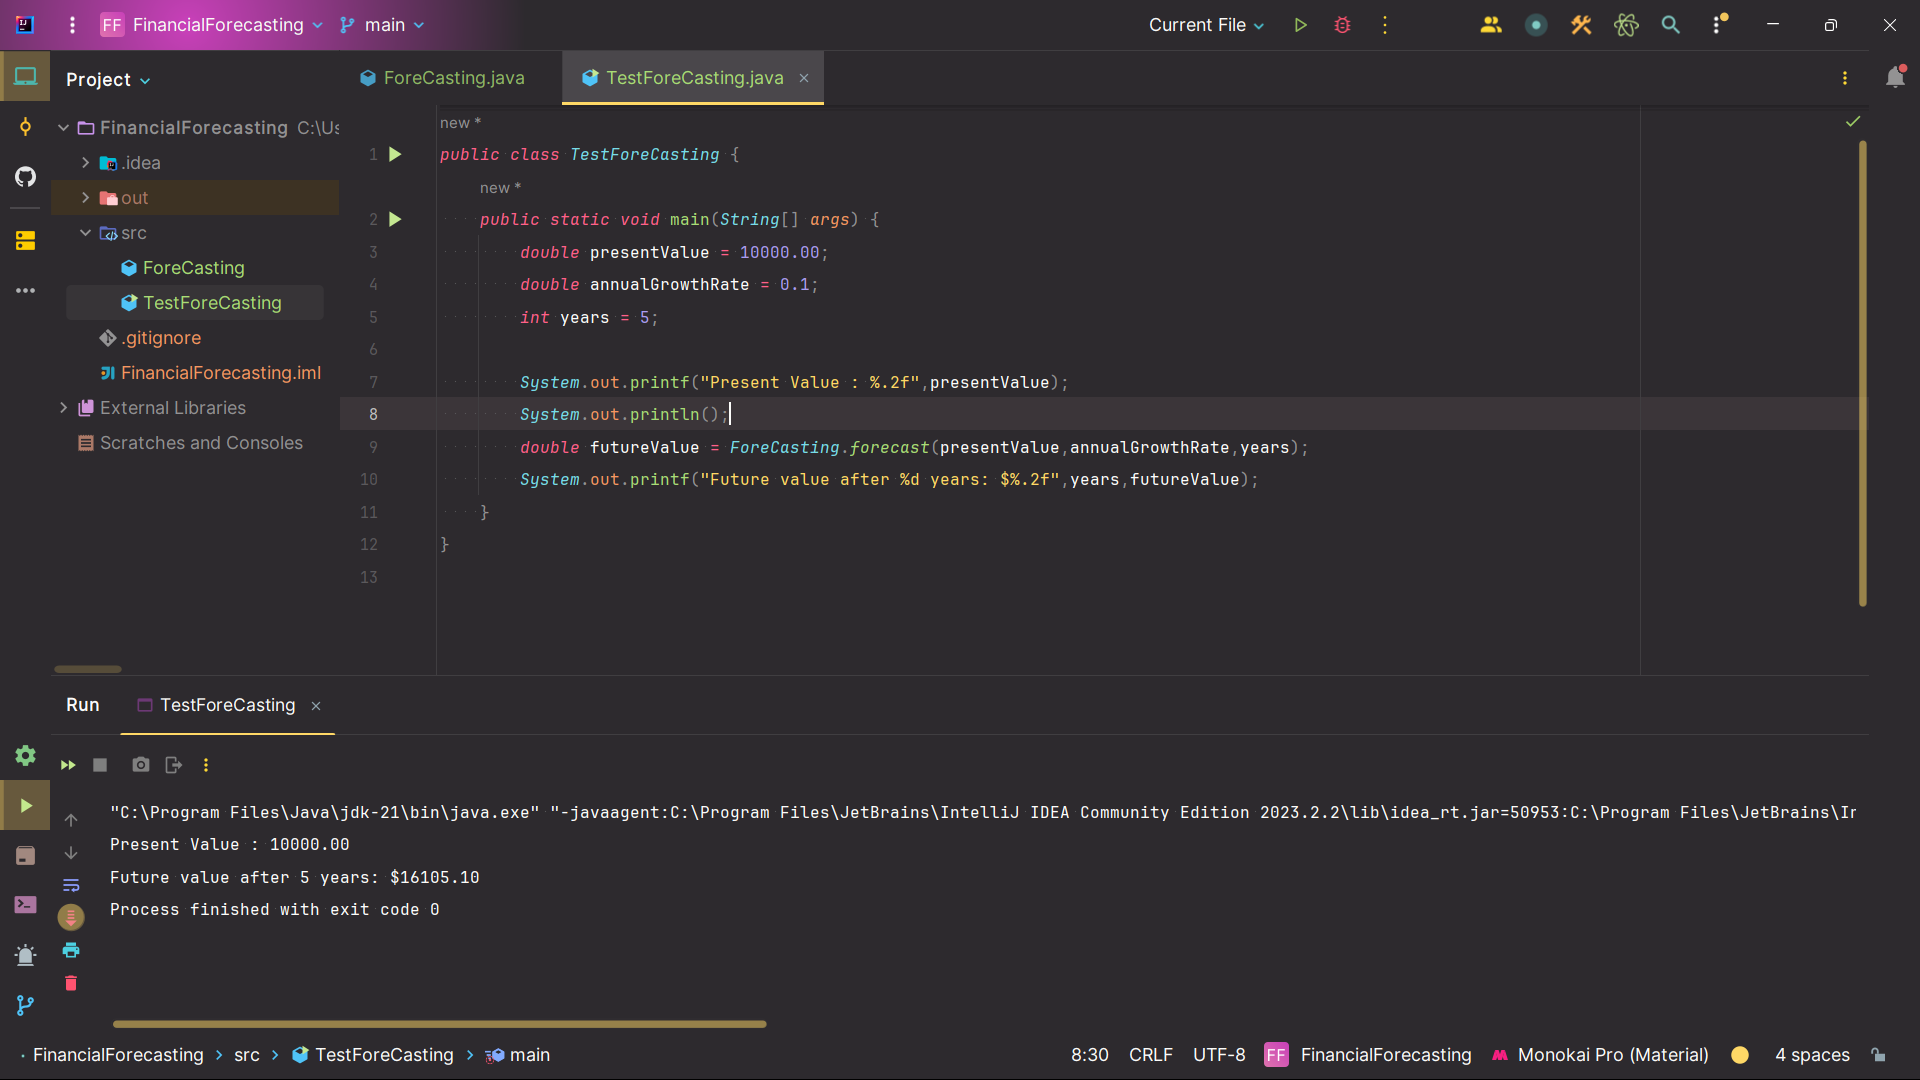 FF FinancialForecasting main Current File
Project
ForeCasting.java
TestForeCasting.java
FinancialForecasting C:\Us
.idea
out
src
ForeCasting
TestForeCasting
.gitignore
FinancialForecasting.iml
External Libraries
Scratches and Consoles
new *
1 public class TestForeCasting {
new *
2 public static void main(String[] args) {
3 double presentValue = 10000.00;
4 double annualGrowthRate = 0.1;
5 int years = 5;
6
7 System.out.printf("Present Value : %.2f",presentValue);
8 System.out.println();
9 double futureValue = ForeCasting.forecast(presentValue,annualGrowthRate,years);
10 System.out.printf("Future value after %d years: $%.2f",years,futureValue);
11 }
12 }
13
Run TestForeCasting
"C:\Program Files\Java\jdk-21\bin\java.exe" "-javaagent:C:\Program Files\JetBrains\IntelliJ IDEA Community Edition 2023.2.2\lib\idea_rt.jar=50953:C:\Program Files\JetBrains\In
Present Value : 10000.00
Future value after 5 years: $16105.10
Process finished with exit code 0
FinancialForecasting > src > TestForeCasting > main 8:30 CRLF UTF-8 FF FinancialForecasting Monokai Pro (Material) 4 spaces